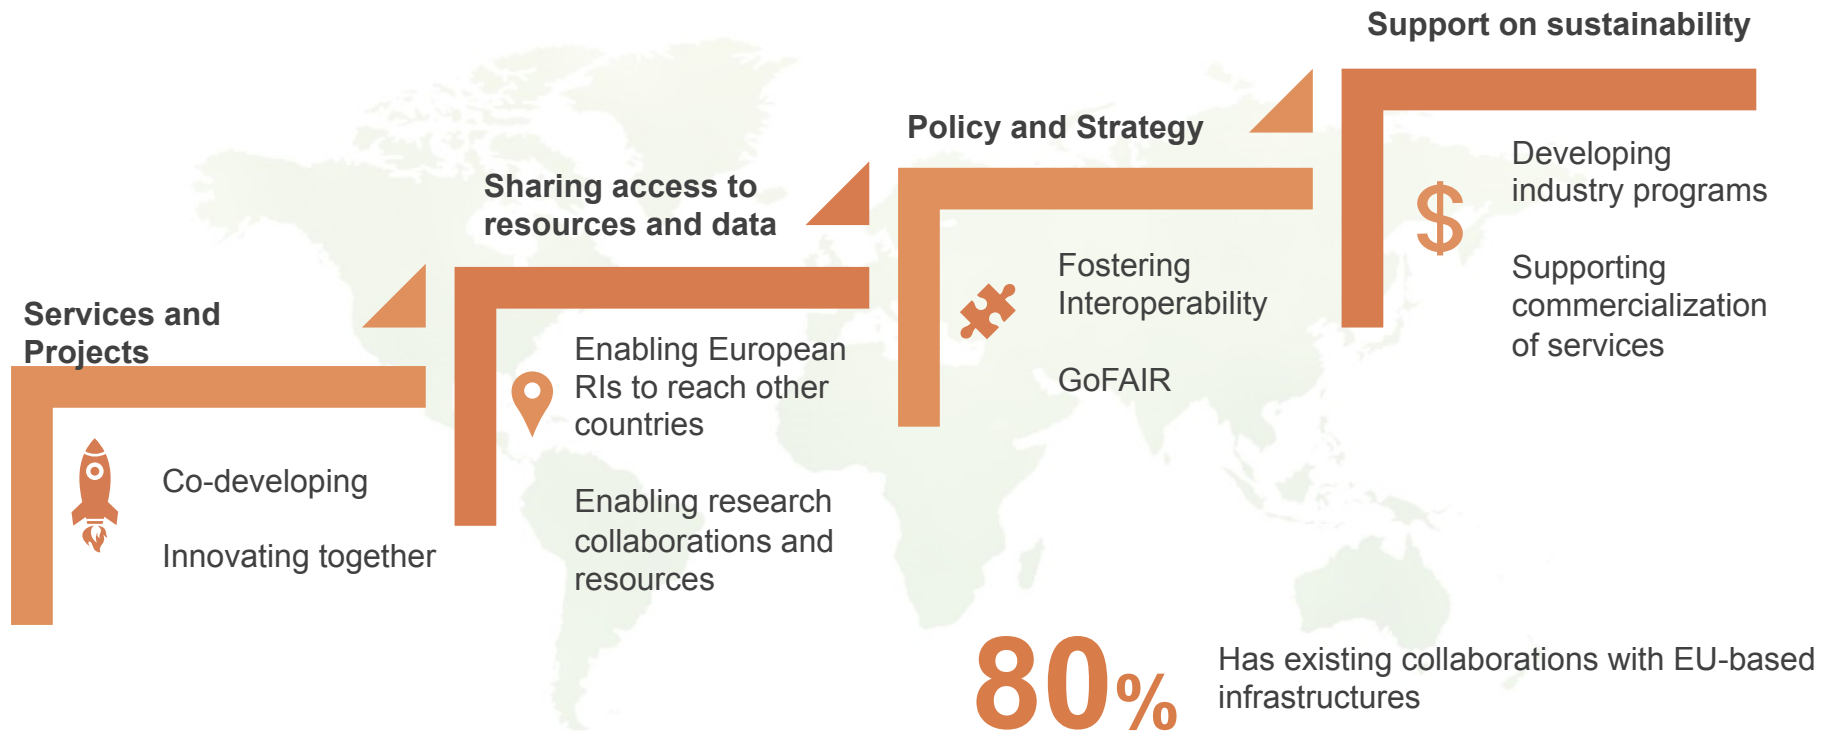 Services and
Projects
Co-developing
Innovating together
Sharing access to
resources and data
Enabling European
RIs to reach other
countries
Enabling research
collaborations and
resources
Policy and Strategy
Fostering
Interoperability
GoFAIR
Support on sustainability
$
Developing
industry programs
Supporting
commercialization
of services
80%
Has existing collaborations with EU-based
infrastructures